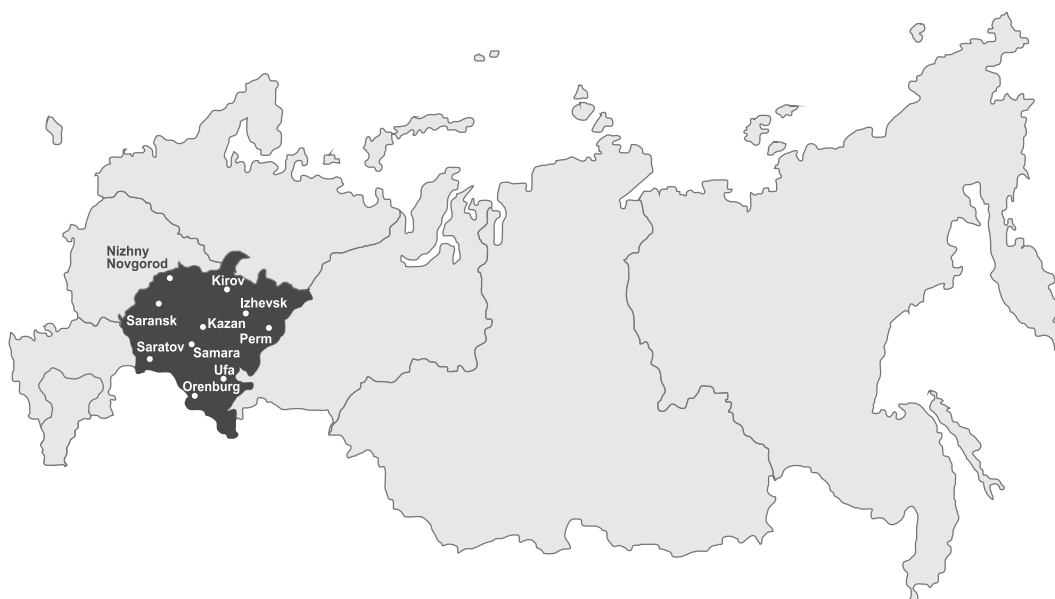 Nizhny
Novgorod
Kirov
Izhevsk
Saransk
Kazan
Perm
Saratov
Samara
Ufa
Orenburg